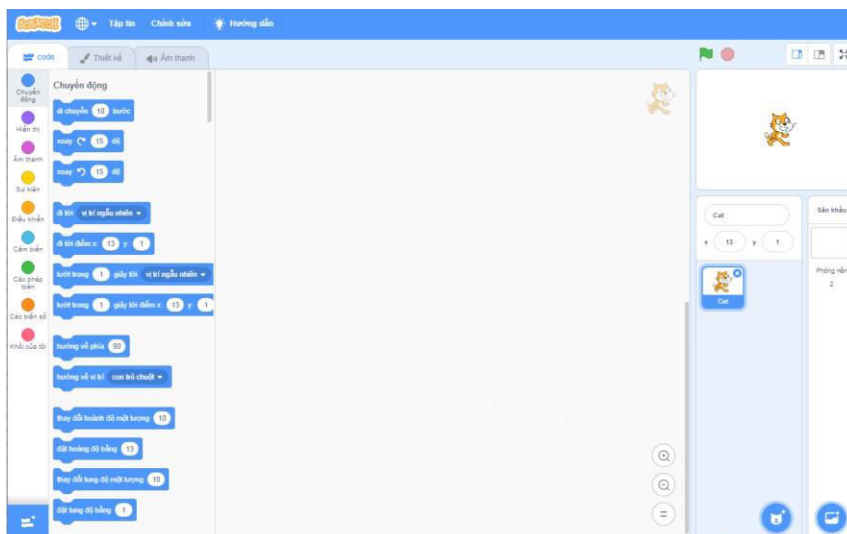 SCRATCH
Tập tin Chỉnh sửa Hướng dẫn
code Thiết kế Âm thanh
Chuyển động
Hiển thị
Âm thanh
Sự kiện
Điều khiển
Cảm biến
Các phép toán
Các biến số
Khối của tôi
Chuyển động
di chuyển 10 bước
xoay 15 độ
xoay 15 độ
đi tới vị trí ngẫu nhiên
đi tới điểm x: 13 y: 1
lướt trong 1 giây tới vị trí ngẫu nhiên
lướt trong 1 giây tới điểm x: 13 y: 1
hướng về phía 90
hướng về vị trí con trỏ chuột
thay đổi hoành độ một lượng 10
đặt hoàng độ bằng 13
thay đổi tung độ một lượng 10
đặt tung độ bằng 1
Cat
x 13 y 1
Cat
Sân khấu
Phông nền
2